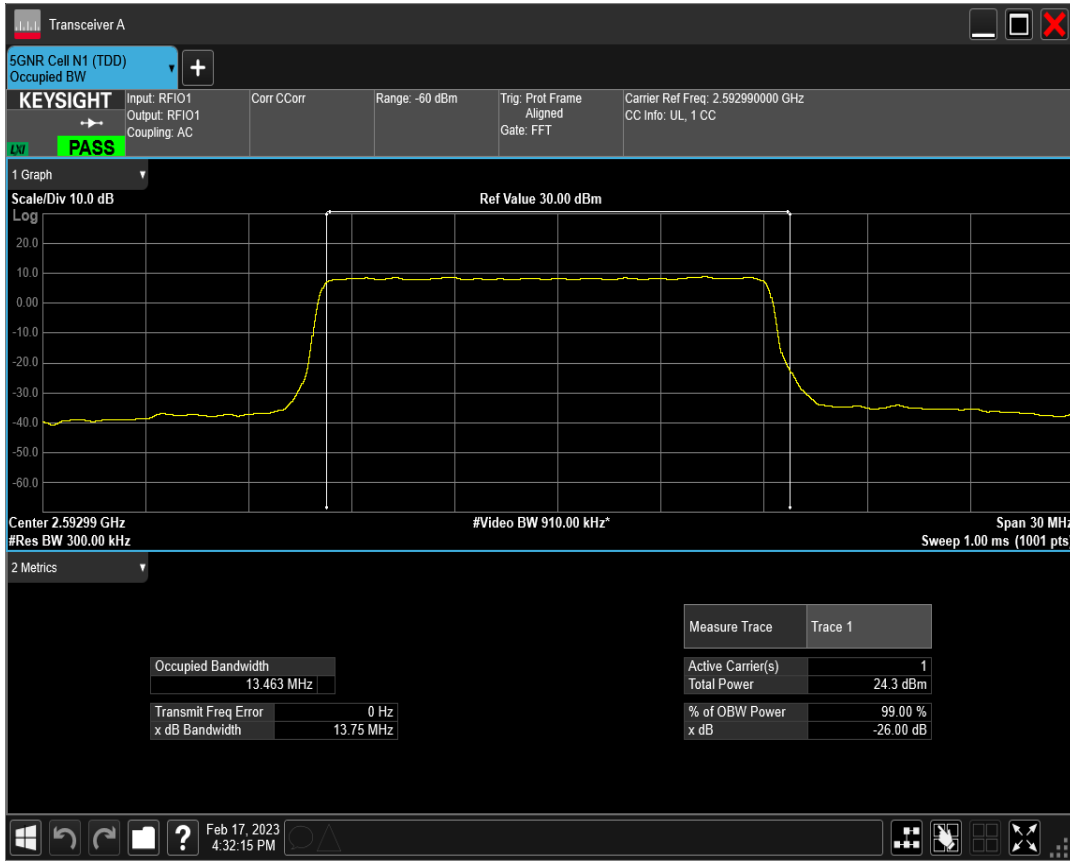 Transceiver A
5GNR Cell N1 (TDD)
Occupied BW
+
KEYSIGHT
LXI
PASS
Input: RFIO1
Output: RFIO1
Coupling: AC
Corr CCorr
Range: -60 dBm
Trig: Prot Frame
Aligned
Gate: FFT
Carrier Ref Freq: 2.592990000 GHz
CC Info: UL, 1 CC
1 Graph
Scale/Div 10.0 dB
Ref Value 30.00 dBm
Log
20.0
10.0
0.00
-10.0
-20.0
-30.0
-40.0
-50.0
-60.0
Center 2.59299 GHz
#Video BW 910.00 kHz*
Span 30 MHz
#Res BW 300.00 kHz
Sweep 1.00 ms (1001 pts)
2 Metrics
Measure Trace Trace 1
Occupied Bandwidth
13.463 MHz
Active Carrier(s) 1
Total Power 24.3 dBm
Transmit Freq Error 0 Hz
x dB Bandwidth 13.75 MHz
% of OBW Power 99.00 %
x dB -26.00 dB
?
Feb 17, 2023
4:32:15 PM